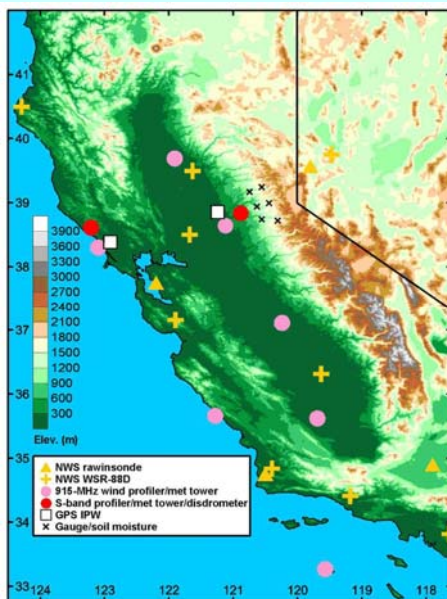 41
40
39
38
37
36
35
34
33
3900
3600
3300
3000
2700
2400
2100
1800
1500
1200
900
600
300
Elev. (m)
NWS rawinsonde
NWS WSR-88D
915-MHz wind profiler/met tower
S-band profiler/met tower/disdrometer
GPS IPW
Gauge/soil moisture
124 123 122 121 120 119 118